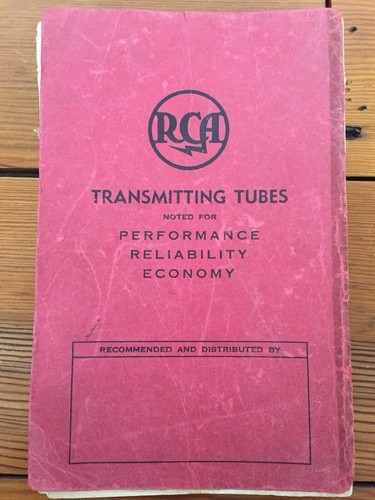 RCA
TRANSMITTING TUBES
NOTED FOR
PERFORMANCE
RELIABILITY
ECONOMY
RECOMMENDED AND DISTRIBUTED BY